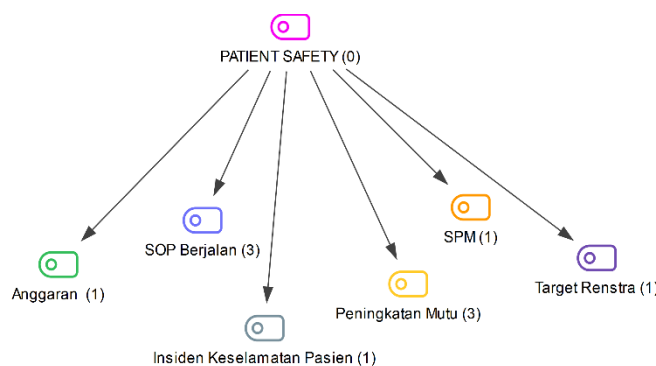 PATIENT SAFETY (0)
SPM (1)
SOP Berjalan (3)
Target Renstra (1)
Anggaran (1)
Peningkatan Mutu (3)
Insiden Keselamatan Pasien (1)